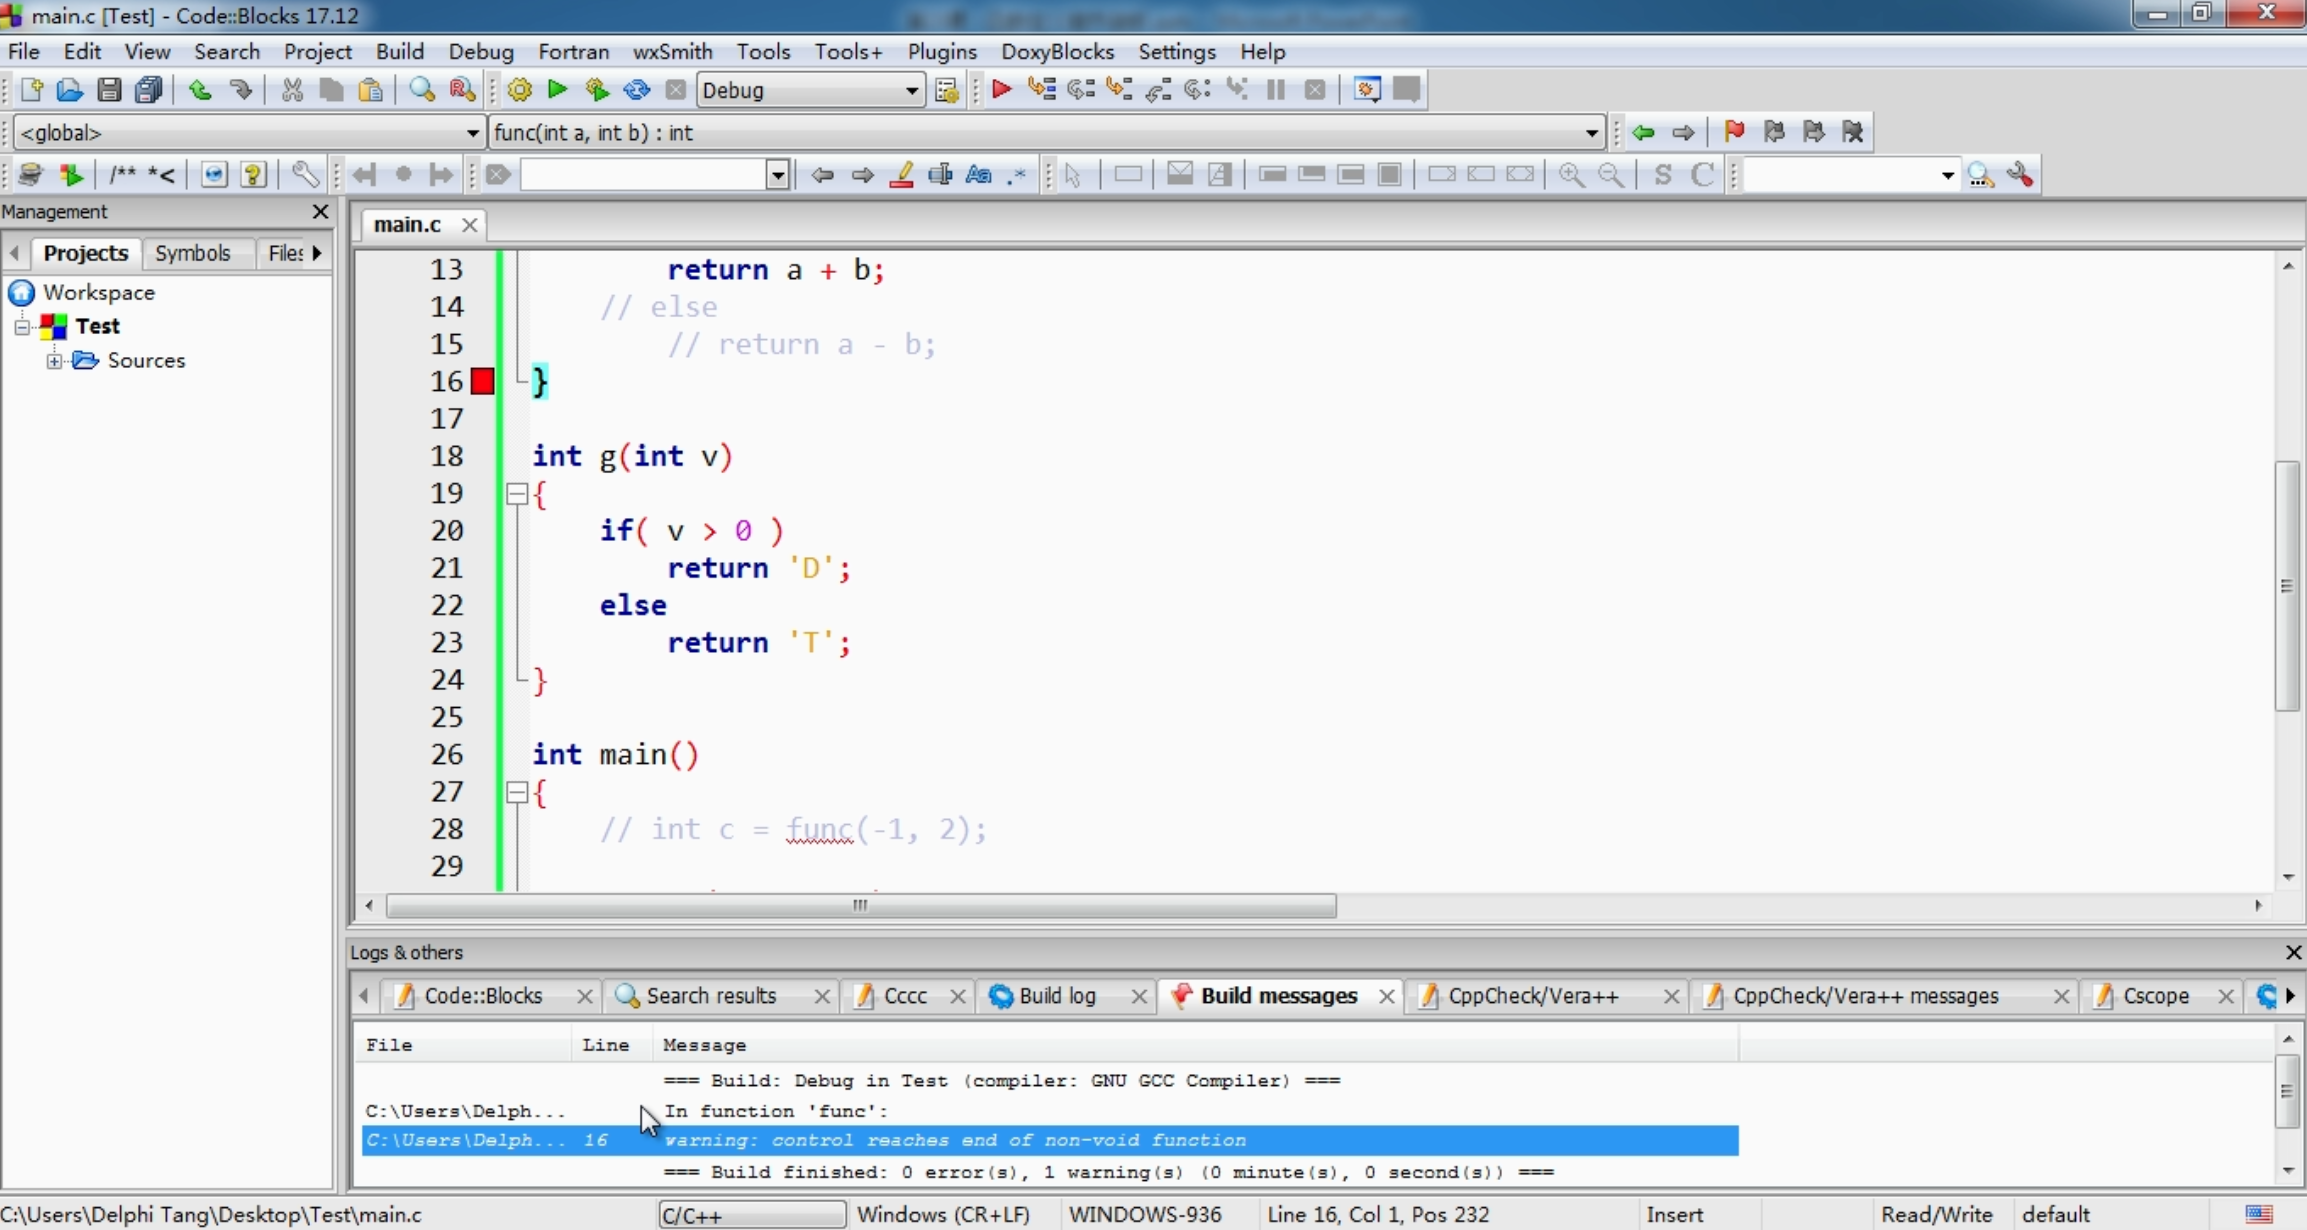 main.c [Test] - Code::Blocks 17.12
File Edit View Search Project Build Debug Fortran wxSmith Tools Tools+ Plugins DoxyBlocks Settings Help
Debug
<global> func(int a, int b) : int
/** *<
Aa .*
S C
Management
Projects Symbols Files
Workspace
Test
Sources
main.c
13 return a + b;
14 // else
15 // return a - b;
16 }
17
18 int g(int v)
19 {
20 if( v > 0 )
21 return 'D';
22 else
23 return 'T';
24 }
25
26 int main()
27 {
28 // int c = func(-1, 2);
29
Logs & others
Code::Blocks Search results Cccc Build log Build messages CppCheck/Vera++ CppCheck/Vera++ messages Cscope
File Line Message
=== Build: Debug in Test (compiler: GNU GCC Compiler) ===
C:\Users\Delph... In function 'func':
C:\Users\Delph... 16 warning: control reaches end of non-void function
=== Build finished: 0 error(s), 1 warning(s) (0 minute(s), 0 second(s)) ===
C:\Users\Delphi Tang\Desktop\Test\main.c C/C++ Windows (CR+LF) WINDOWS-936 Line 16, Col 1, Pos 232 Insert Read/Write default